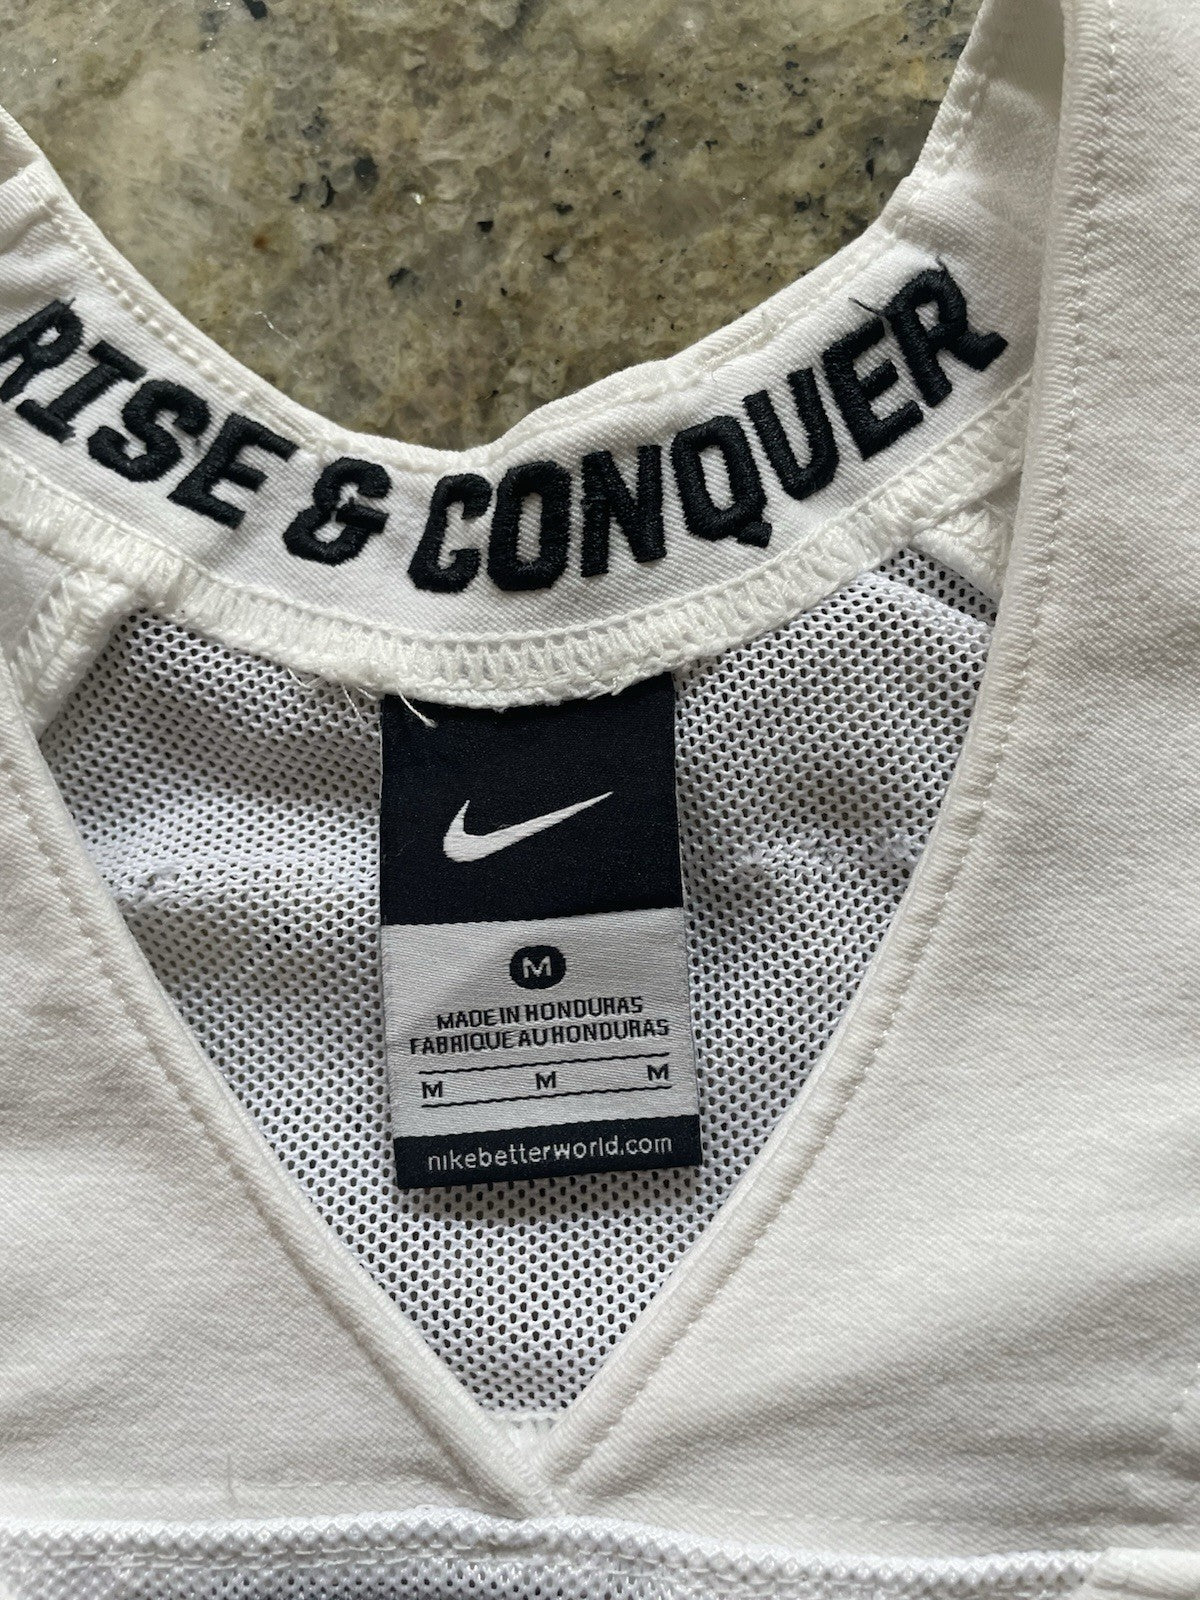 RISE & CONQUER
M
MADE IN HONDURAS
FABRIQUE AU HONDURAS
M M M
nikebetterworld.com